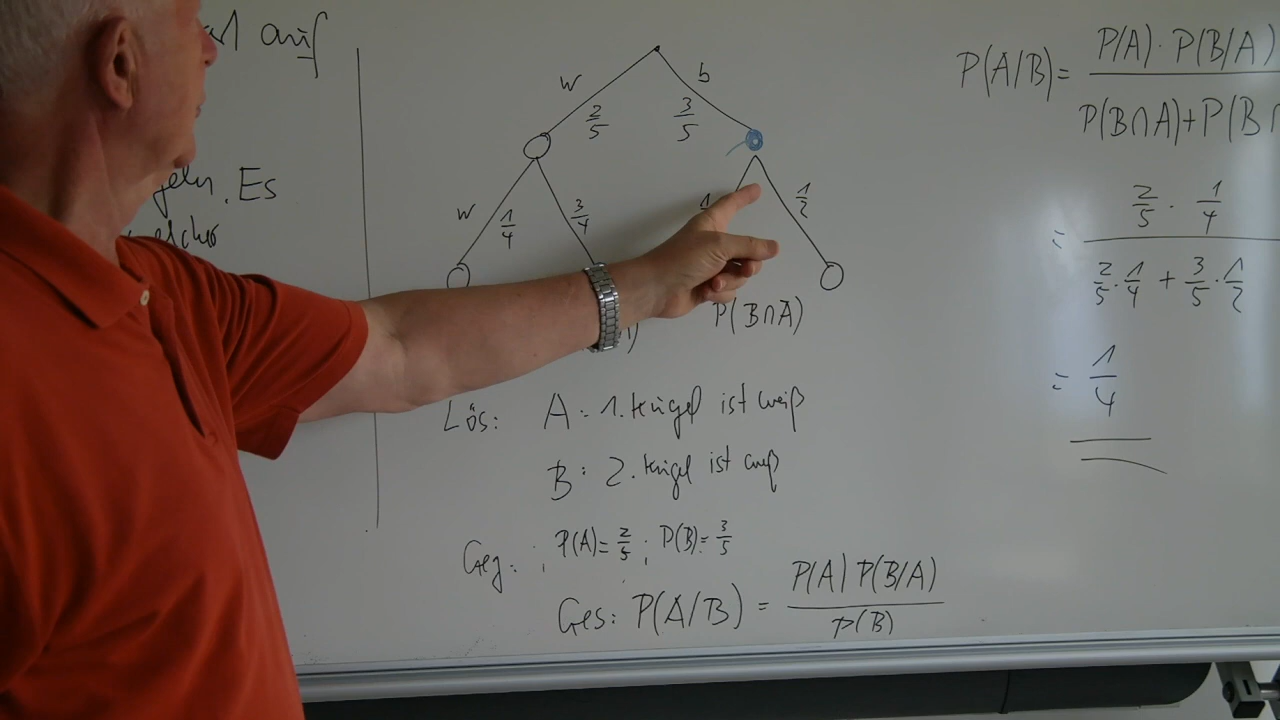 auf
Es
w
2/5
b
3/5
w
1/4
3/4
1/2
P(B∩Ā)
Lös: A: 1. Kugel ist weiß
B: 2. Kugel ist weiß
Geg: ; P(A)= 2/5 ; P(B)= 3/5
Ges: P(A/B) = P(A) P(B/A) / P(B)
P(A/B)= P(A) · P(B/A) / P(B∩A)+P(B∩
= 2/5 · 1/4 / 2/5 · 1/4 + 3/5 · 1/2
= 1/4